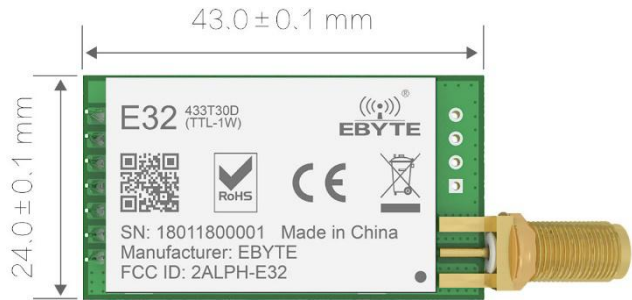 43.0±0.1 mm
24.0±0.1 mm
E32 433T30D
(TTL-1W)
EBYTE®
RoHS
CE
SN: 18011800001 Made in China
Manufacturer: EBYTE
FCC ID: 2ALPH-E32